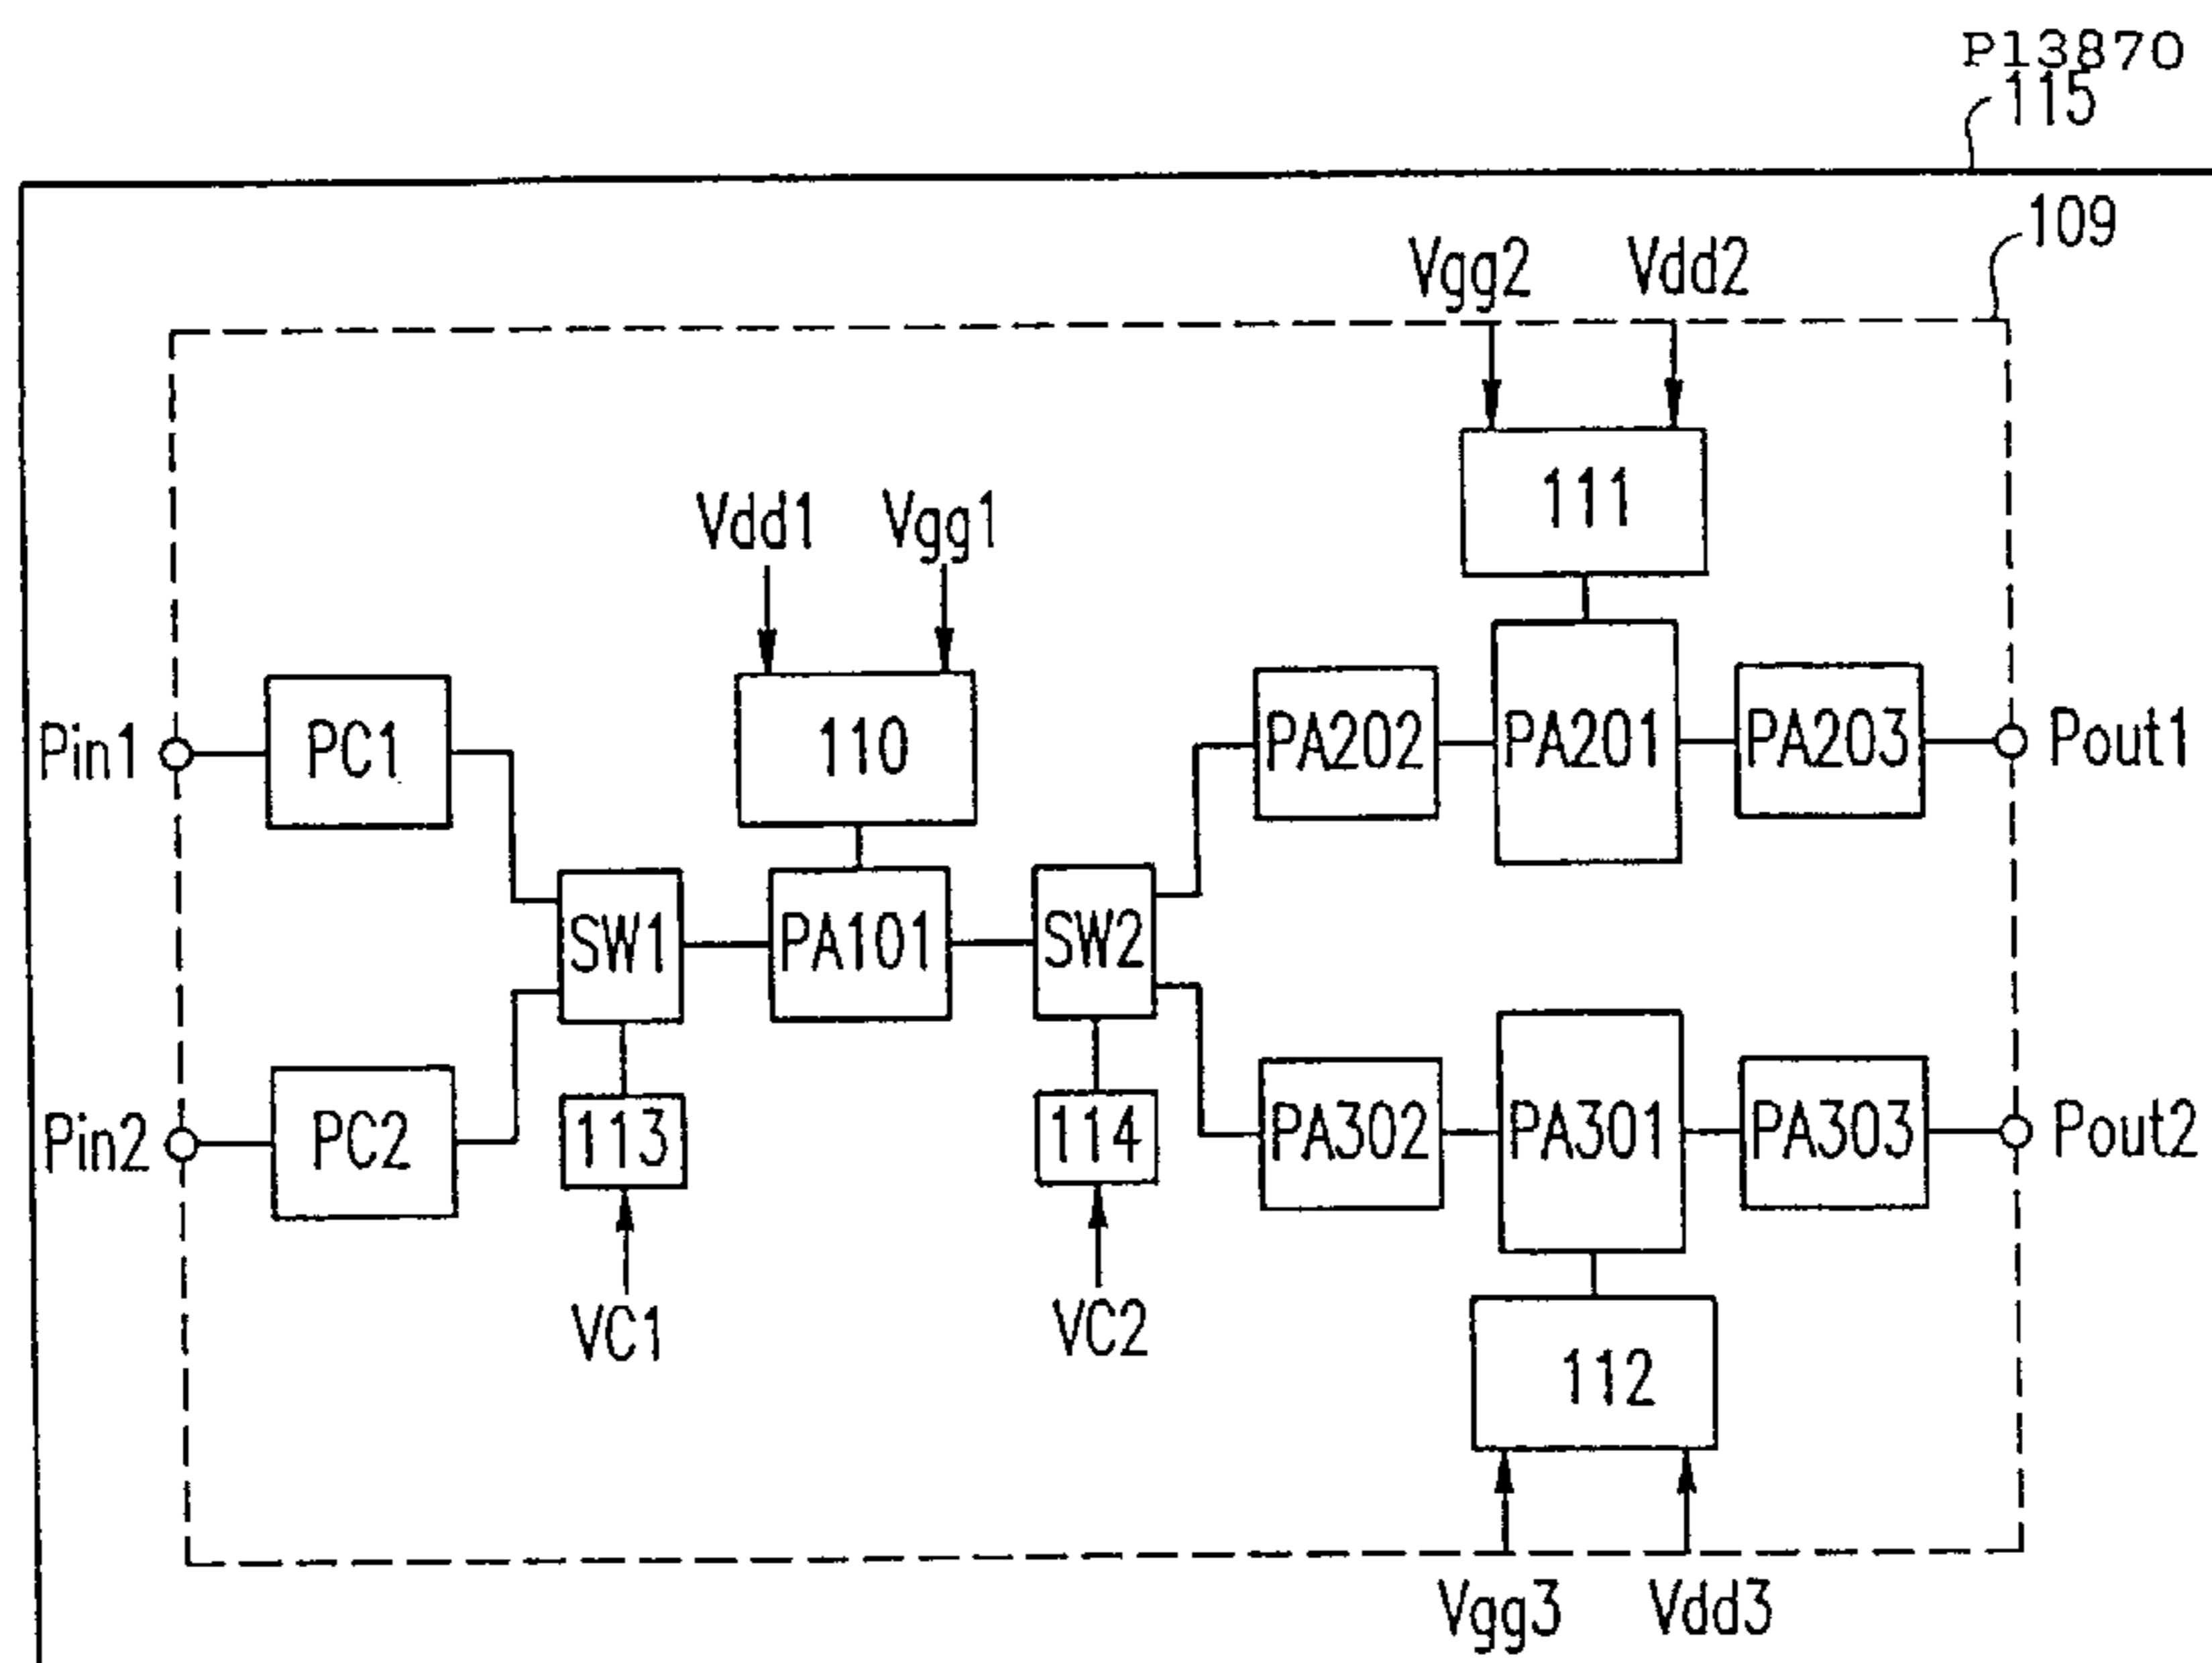 P13870
115
109
Vgg2 Vdd2
111
Vdd1 Vgg1
110
Pin1 PC1 PA202 PA201 PA203 Pout1
SW1 PA101 SW2
Pin2 PC2 113 114 PA302 PA301 PA303 Pout2
VC1 VC2
112
Vgg3 Vdd3